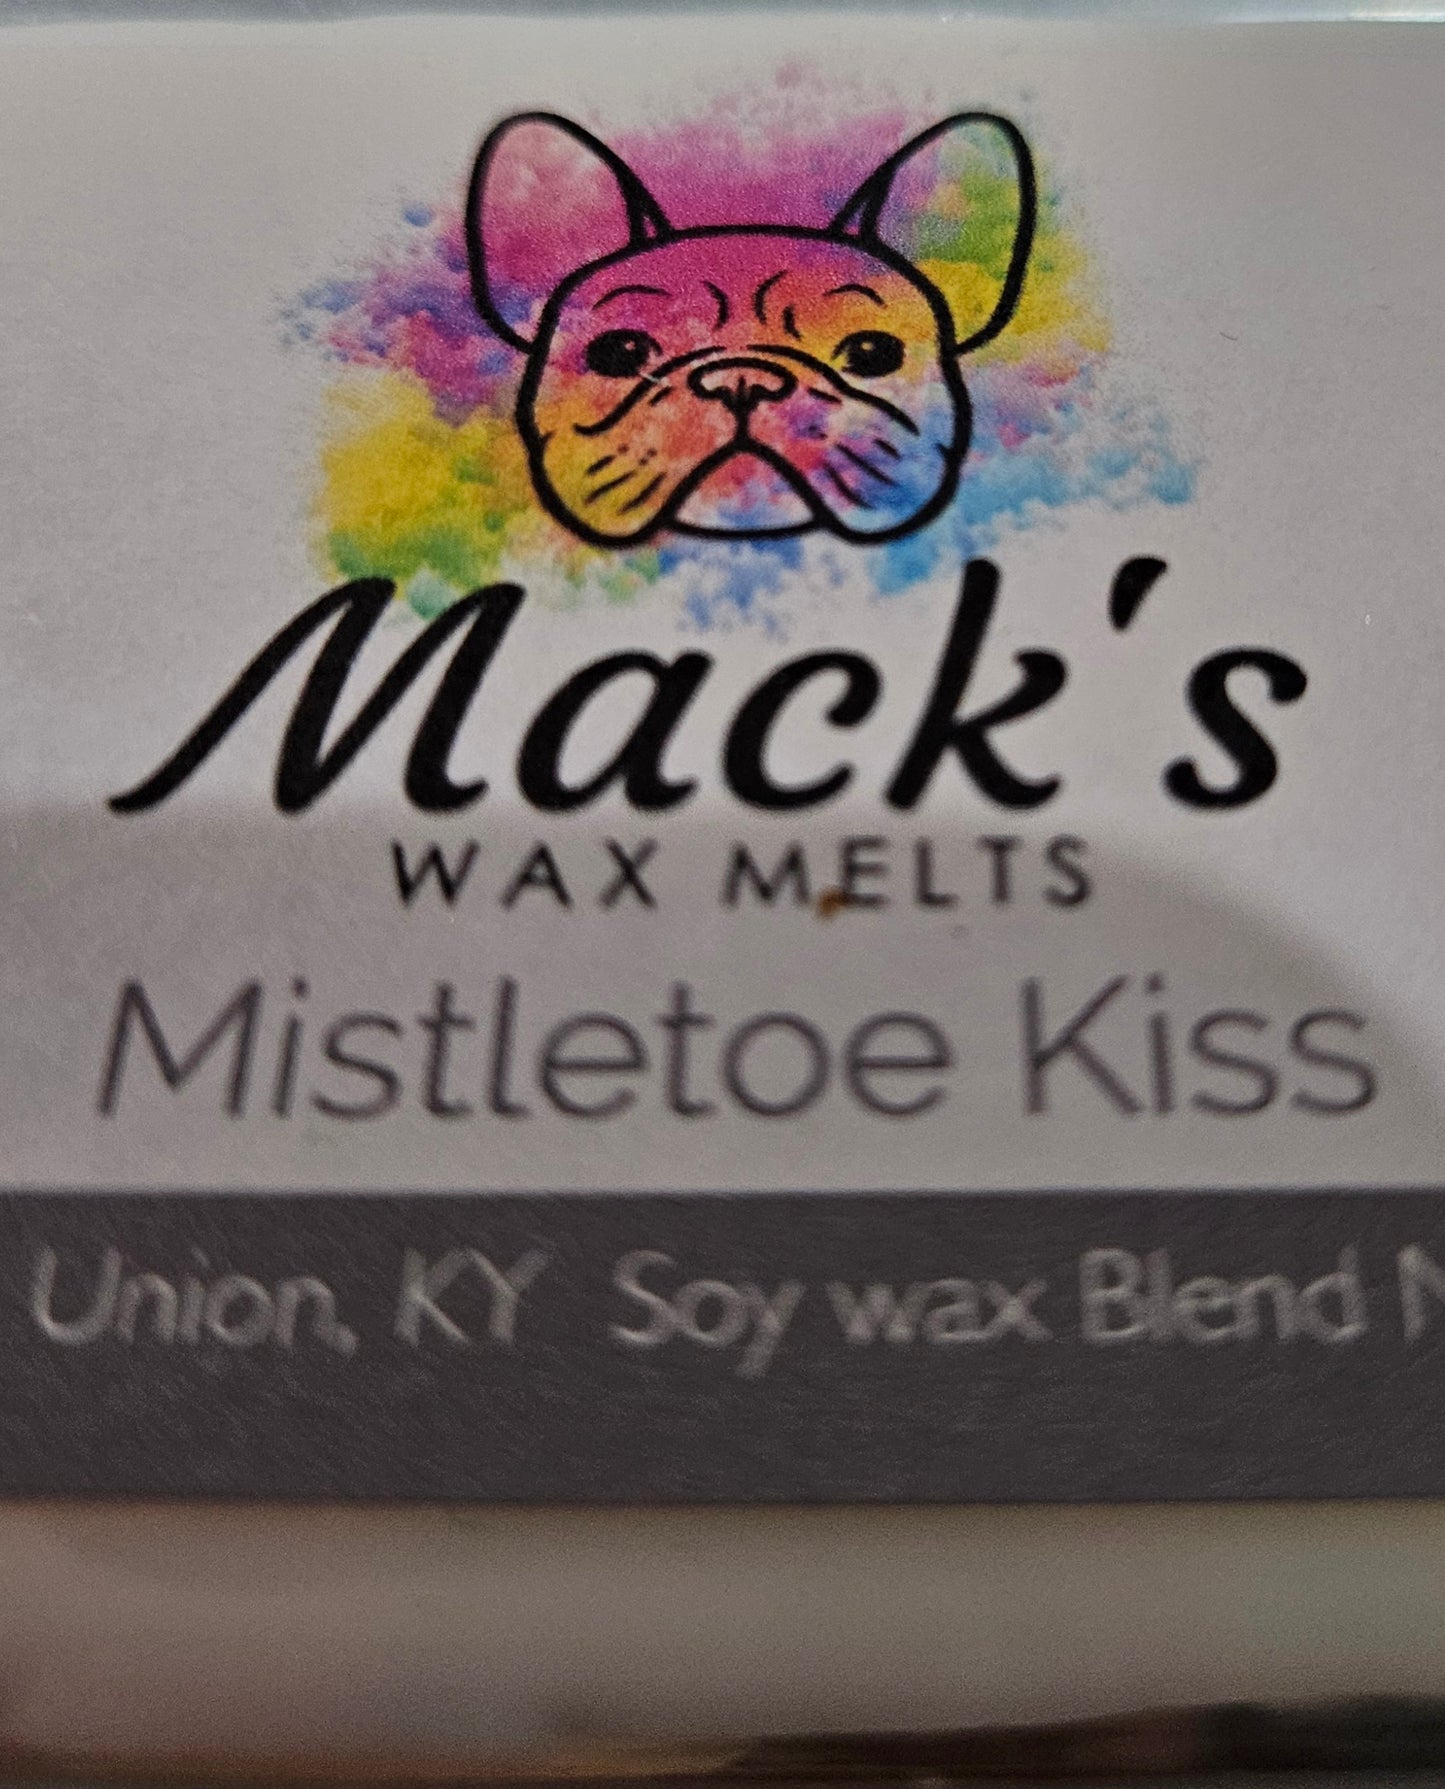 Mack's
WAX MELTS
Mistletoe Kiss
Union, KY Soy wax Blend